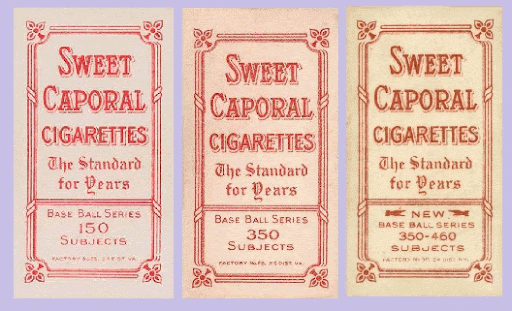 SWEET
CAPORAL
CIGARETTES
The Standard
for Years
BASE BALL SERIES
150
SUBJECTS
SWEET
CAPORAL
CIGARETTES
The Standard
for Years
BASE BALL SERIES
350
SUBJECTS
SWEET
CAPORAL
CIGARETTES
The Standard
for Years
NEW
BASE BALL SERIES
350-460
SUBJECTS